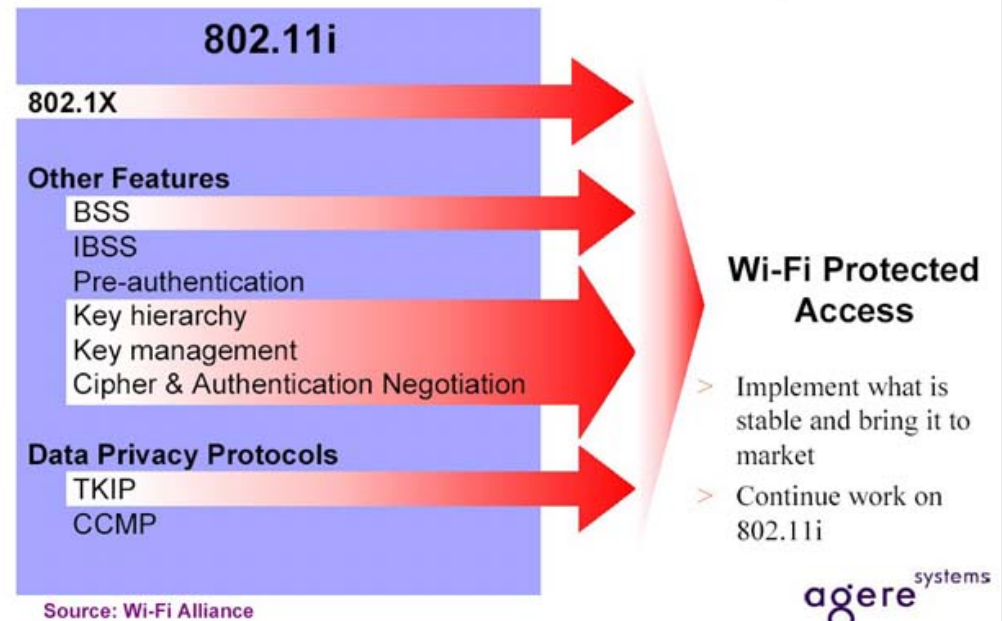 802.11i
802.1X
Other Features
BSS
IBSS
Pre-authentication
Key hierarchy
Key management
Cipher & Authentication Negotiation
Data Privacy Protocols
TKIP
CCMP
Source: Wi-Fi Alliance
Wi-Fi Protected
Access
> Implement what is
stable and bring it to
market
> Continue work on
802.11i
agere systems